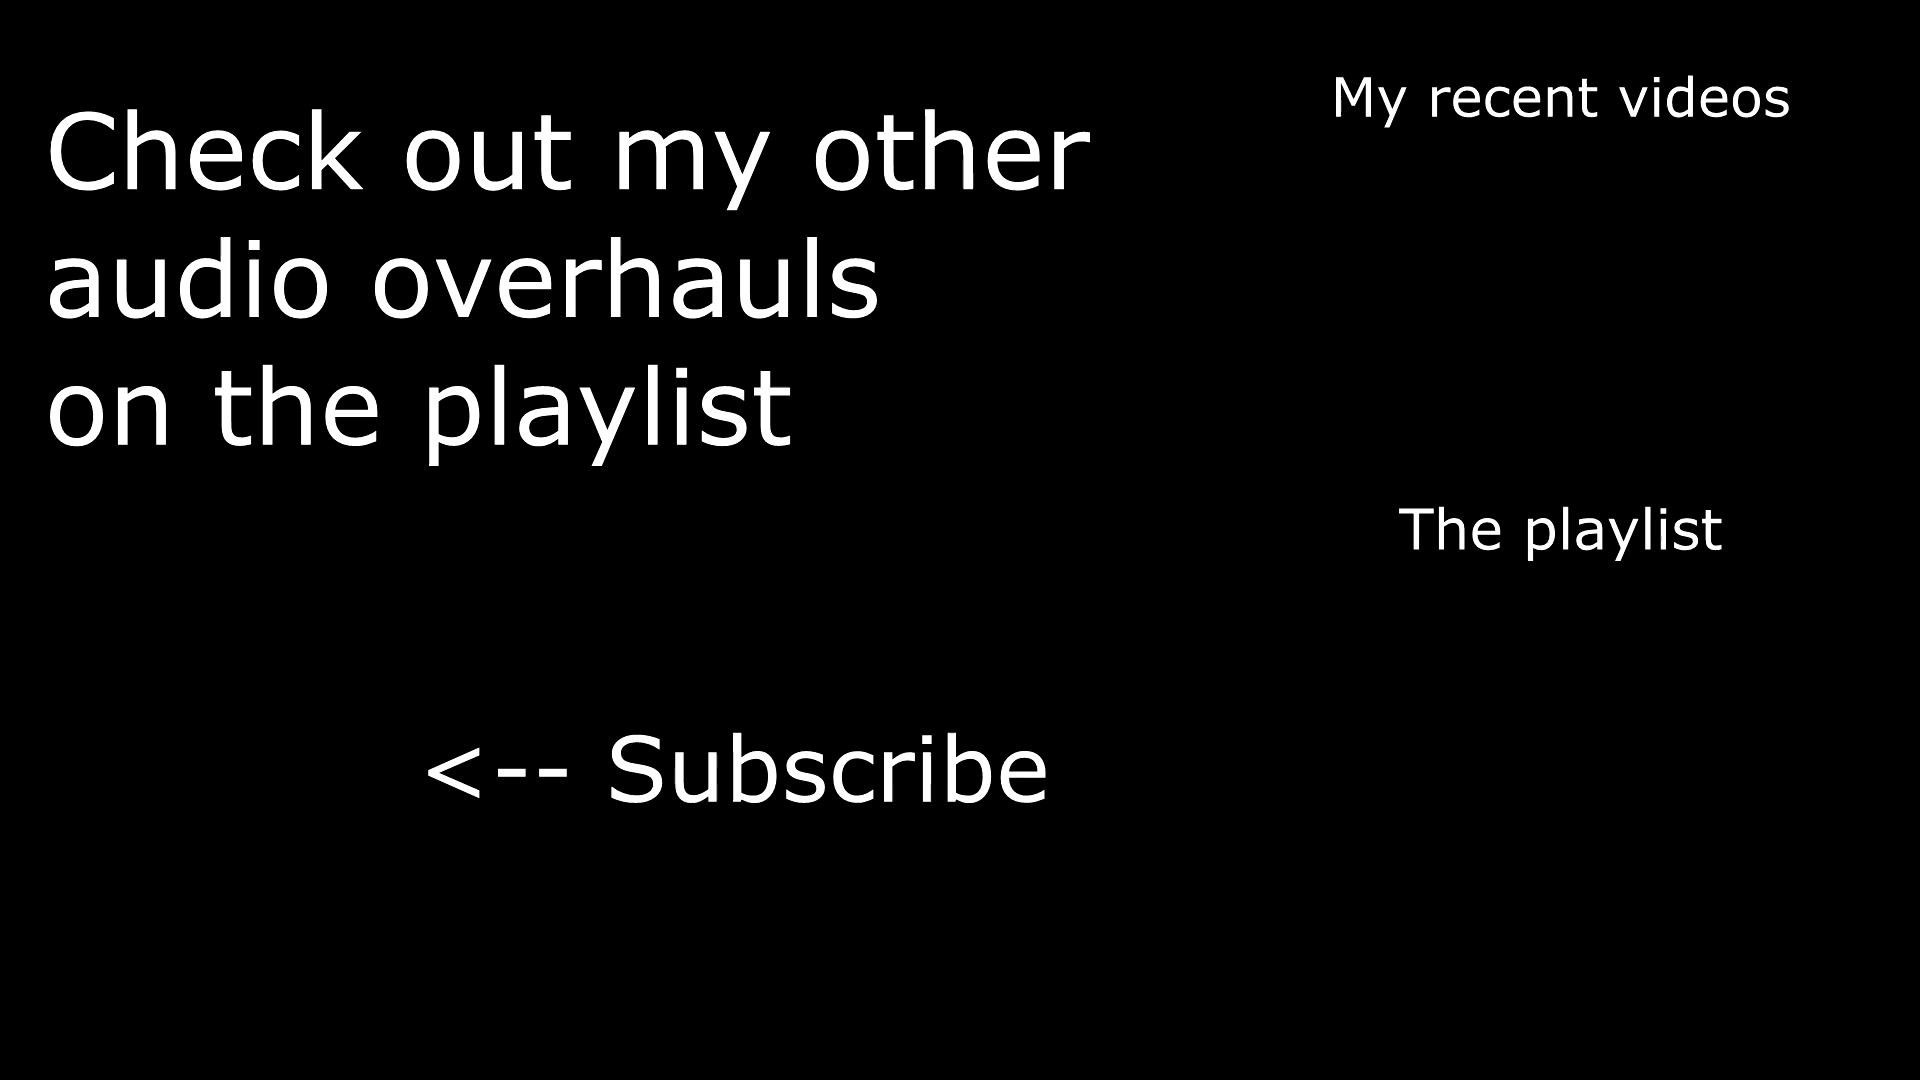 Check out my other
audio overhauls
on the playlist
My recent videos
The playlist
<-- Subscribe